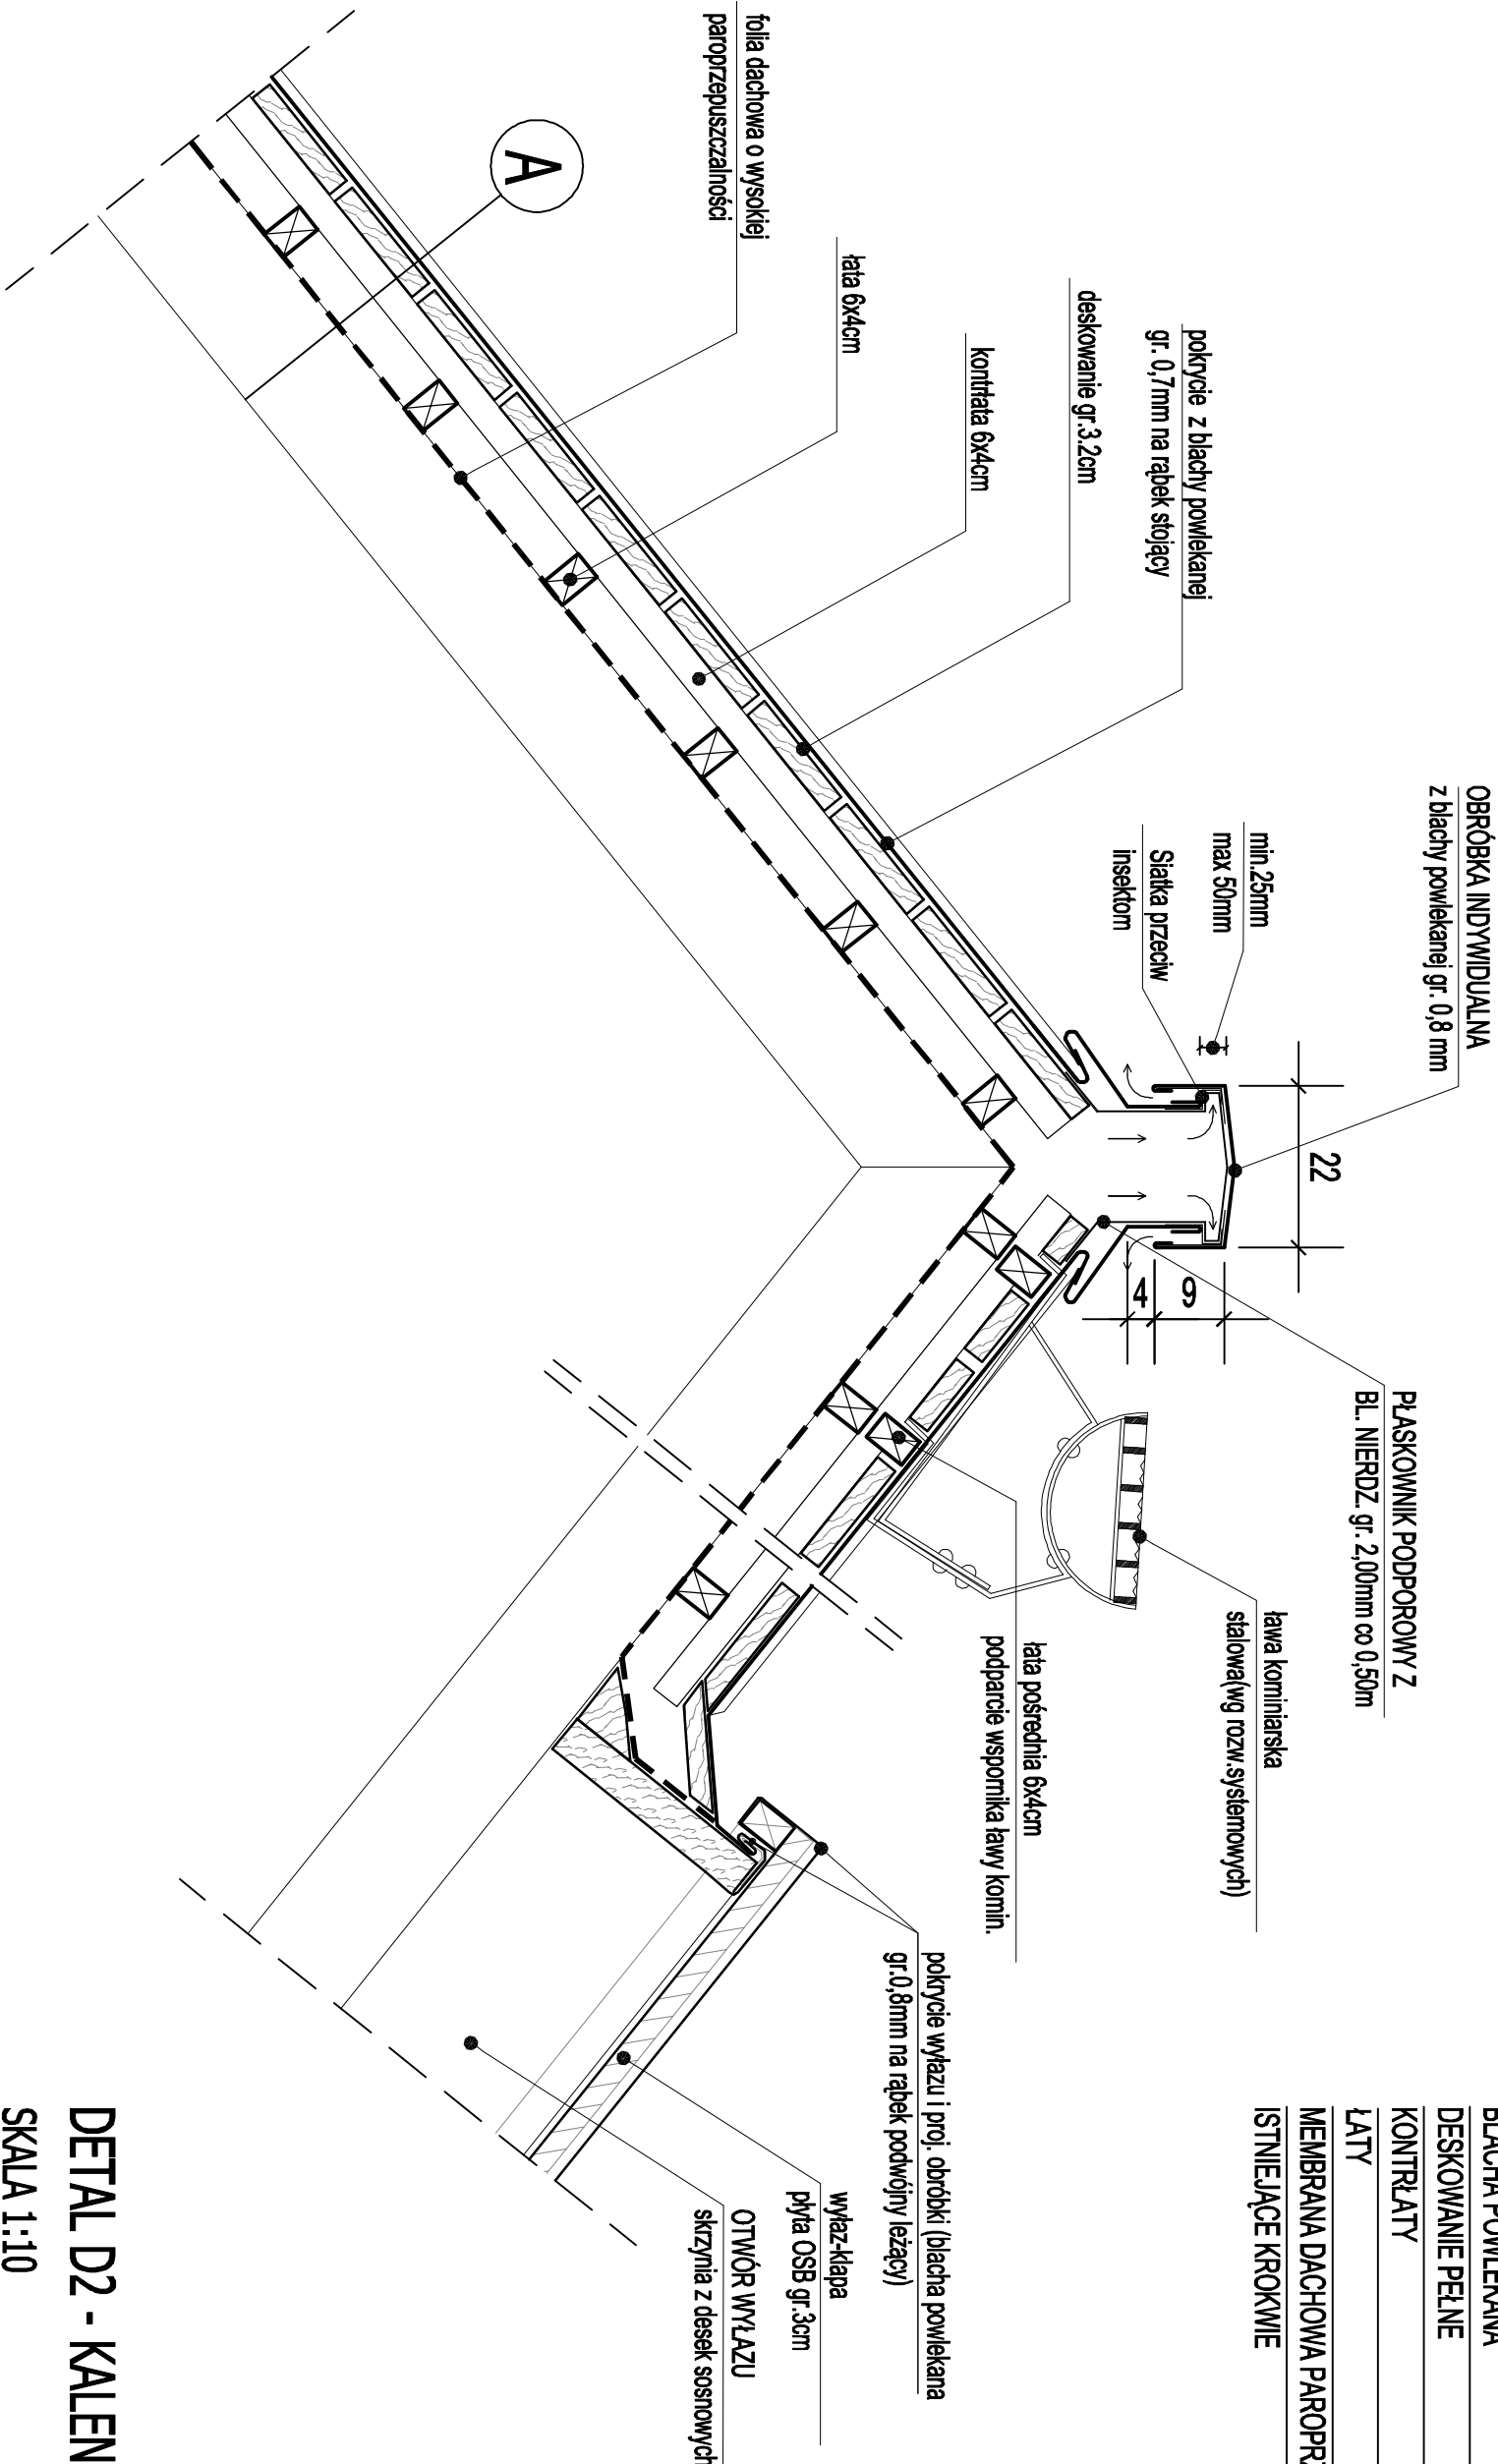 OBRÓBKA INDYWIDUALNA
z blachy powlekanej gr. 0,8 mm
min.25mm
max 50mm
Siatka przeciw
insektom
pokrycie z blachy powlekanej
gr. 0,7mm na rąbek stojący
deskowanie gr.3.2cm
kontrłata 6x4cm
łata 6x4cm
folia dachowa o wysokiej
paroprzepuszczalności
A
22
9
4
PŁASKOWNIK PODPOROWY Z
BL. NIERDZ. gr. 2,00mm co 0,50m
ława kominiarska
stalowa(wg rozw.systemowych)
łata pośrednia 6x4cm
podparcie wspornika ławy komin.
pokrycie wyłazu i proj. obróbki (blacha powlekana
gr.0,8mm na rąbek podwójny leżący)
wyłaz-klapa
płyta OSB gr.3cm
OTWÓR WYŁAZU
skrzynia z desek sosnowych
BLACHA POWLEKANA
DESKOWANIE PEŁNE
KONTRŁATY
ŁATY
MEMBRANA DACHOWA PAROPRZ
ISTNIEJĄCE KROKWIE
DETAL D2 - KALEN
SKALA 1:10